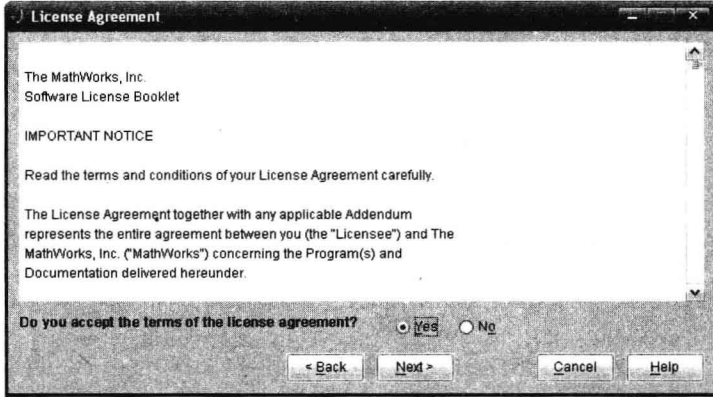 License Agreement
The MathWorks, Inc.
Software License Booklet
IMPORTANT NOTICE
Read the terms and conditions of your License Agreement carefully.
The License Agreement together with any applicable Addendum
represents the entire agreement between you (the "Licensee") and The
MathWorks, Inc. ("MathWorks") concerning the Program(s) and
Documentation delivered hereunder.
Do you accept the terms of the license agreement? Yes No
< Back Next > Cancel Help